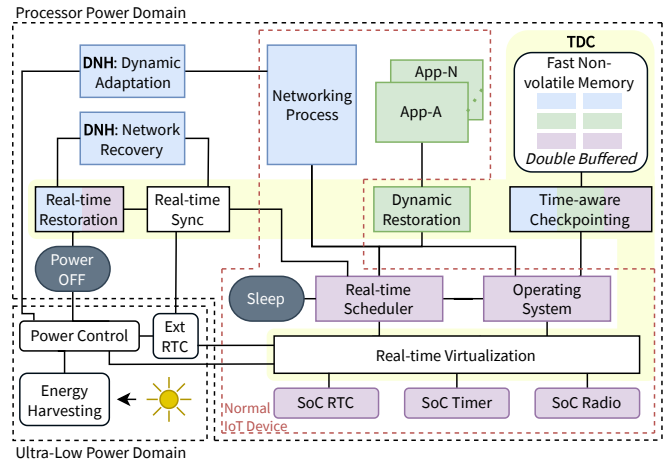 Processor Power Domain
DNH: Dynamic
Adaptation
DNH: Network
Recovery
Networking
Process
App-N
App-A
TDC
Fast Non-
volatile Memory
Double Buffered
Real-time
Restoration
Real-time
Sync
Dynamic
Restoration
Time-aware
Checkpointing
Power
OFF
Sleep
Real-time
Scheduler
Operating
System
Power Control
Ext
RTC
Real-time Virtualization
Energy
Harvesting
Normal
IoT Device
SoC RTC
SoC Timer
SoC Radio
Ultra-Low Power Domain